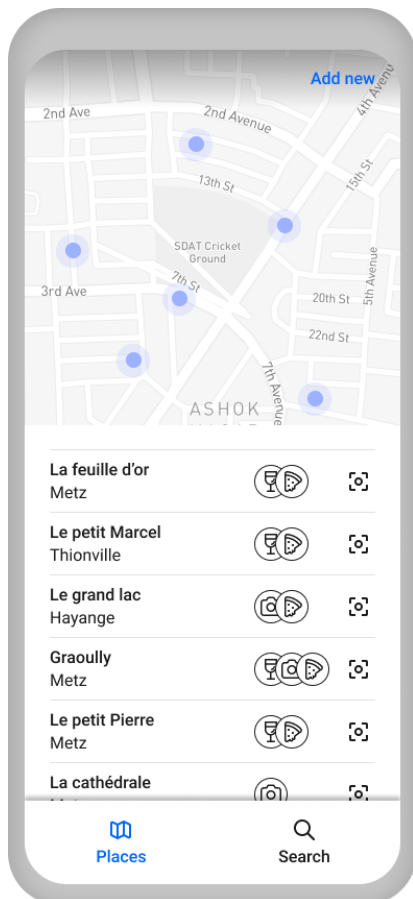 Add new
4th Avenu
2nd Ave
2nd Avenue
13th St
15th St
SDAT Cricket
Ground
7th St
5th Avenue
3rd Ave
20th St
22nd St
7th Avenue
ASHOK
La feuille d'or
Metz
Le petit Marcel
Thionville
Le grand lac
Hayange
Graoully
Metz
Le petit Pierre
Metz
La cathédrale
Places
Search